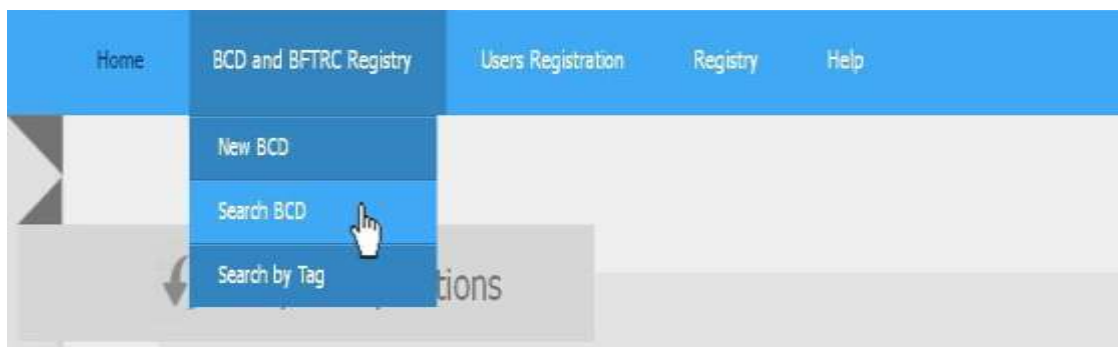 Home BCD and BFTRC Registry Users Registration Registry Help
New BCD
Search BCD
Search by Tag
tions